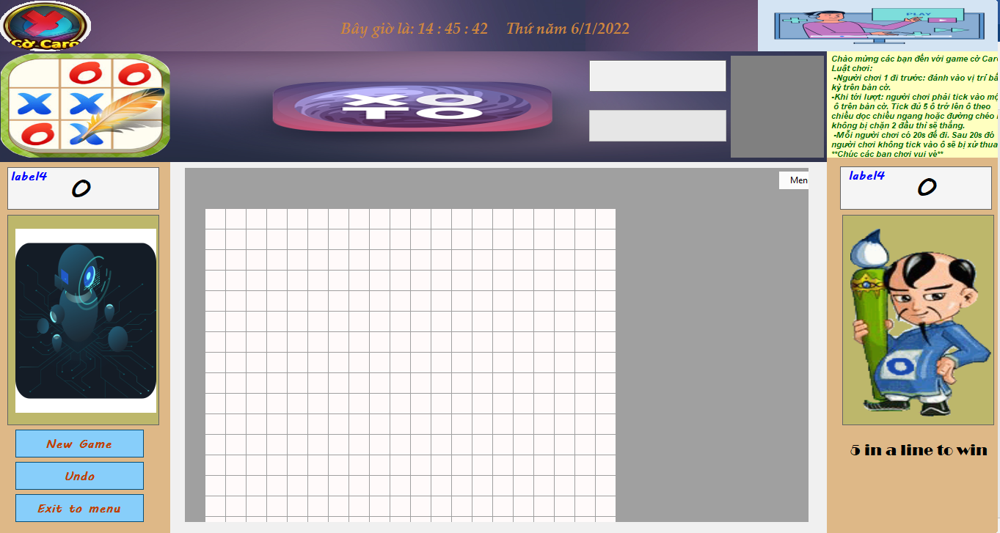 Cờ Caro
Bây giờ là: 14 : 45 : 42 Thứ năm 6/1/2022
PLAY
XO
TO
Chào mừng các bạn đến với game cờ Car
Luật chơi:
-Người chơi 1 đi trước: đánh vào vị trí bấ
kỳ trên bàn cờ.
-Khi tới lượt: người chơi phải tick vào mộ
ô trên bàn cờ. Tick đủ 5 ô trở lên ô theo
chiều dọc chiều ngang hoặc đường chéo
không bị chặn 2 đầu thì sẽ thắng.
-Mỗi người chơi có 20s để đi. Sau 20s đó
người chơi không tick vào ô sẽ bị xử thua
**Chúc các bạn chơi vui vẻ**
label4
0
Men
label4
0
New Game
Undo
Exit to menu
5 in a line to win